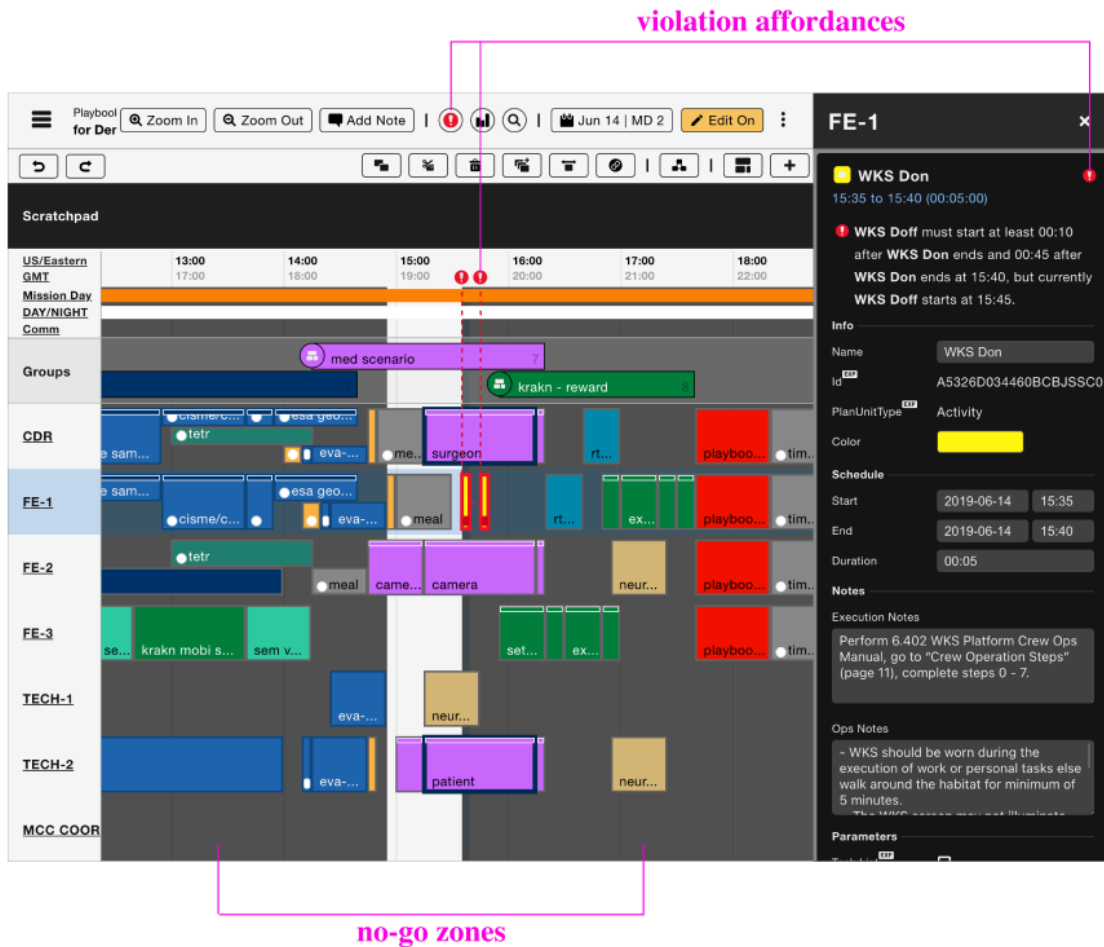 violation affordances
Playbool
for Der
Zoom In
Zoom Out
Add Note
Jun 14 | MD 2
Edit On
FE-1
Scratchpad
WKS Don
15:35 to 15:40 (00:05:00)
WKS Doff must start at least 00:10
after WKS Don ends and 00:45 after
WKS Don ends at 15:40, but currently
WKS Doff starts at 15:45.
US/Eastern 13:00 14:00 15:00 16:00 17:00 18:00
GMT 17:00 18:00 19:00 20:00 21:00 22:00
Mission Day
DAY/NIGHT
Comm
Groups
med scenario 7
krakn - reward 8
CDR
cisme/c... esa geo...
tetr
e sam... eva-... me... surgeon rt... playboo... tim...
FE-1
e sam... esa geo...
cisme/c... eva-... meal rt... ex... playboo... tim...
FE-2
tetr
meal came... camera neur... playboo... tim...
FE-3
se... krakn mobi s... sem v... set... ex... playboo... tim...
TECH-1
eva-... neur...
TECH-2
eva-... patient neur...
MCC COOR
Info
Name WKS Don
Id EXP A5326D034460BCBJSSC0
PlanUnitType EXP Activity
Color
Schedule
Start 2019-06-14 15:35
End 2019-06-14 15:40
Duration 00:05
Notes
Execution Notes
Perform 6.402 WKS Platform Crew Ops
Manual, go to “Crew Operation Steps”
(page 11), complete steps 0 - 7.
Ops Notes
- WKS should be worn during the
execution of work or personal tasks else
walk around the habitat for minimum of
5 minutes.
Parameters
EXP
no-go zones